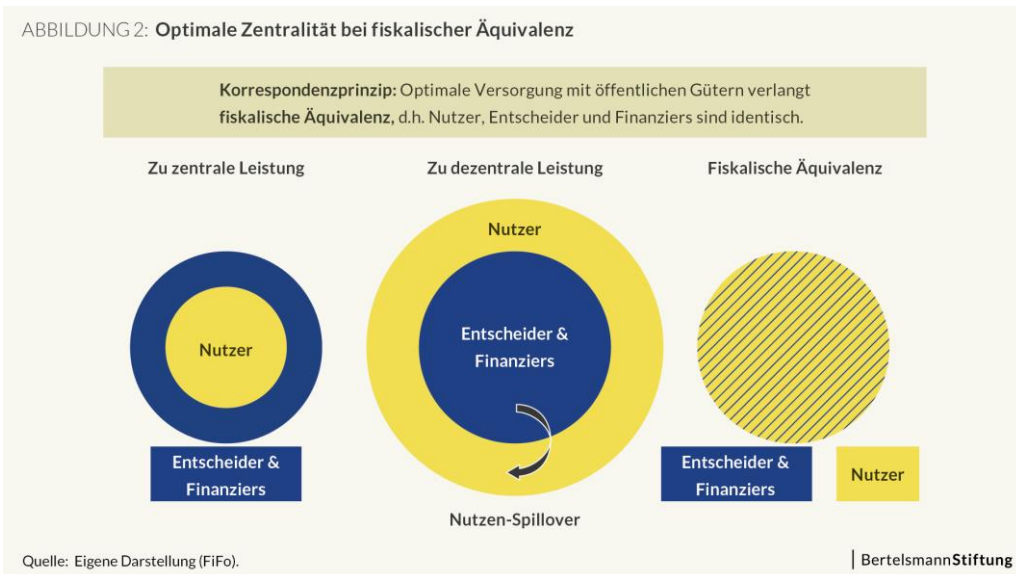 ABBILDUNG 2: Optimale Zentralität bei fiskalischer Äquivalenz
Korrespondenzprinzip: Optimale Versorgung mit öffentlichen Gütern verlangt
fiskalische Äquivalenz, d.h. Nutzer, Entscheider und Finanziers sind identisch.
Zu zentrale Leistung
Nutzer
Entscheider &
Finanziers
Zu dezentrale Leistung
Nutzer
Entscheider &
Finanziers
Nutzen-Spillover
Fiskalische Äquivalenz
Entscheider &
Finanziers
Nutzer
Quelle: Eigene Darstellung (FiFo).
BertelsmannStiftung